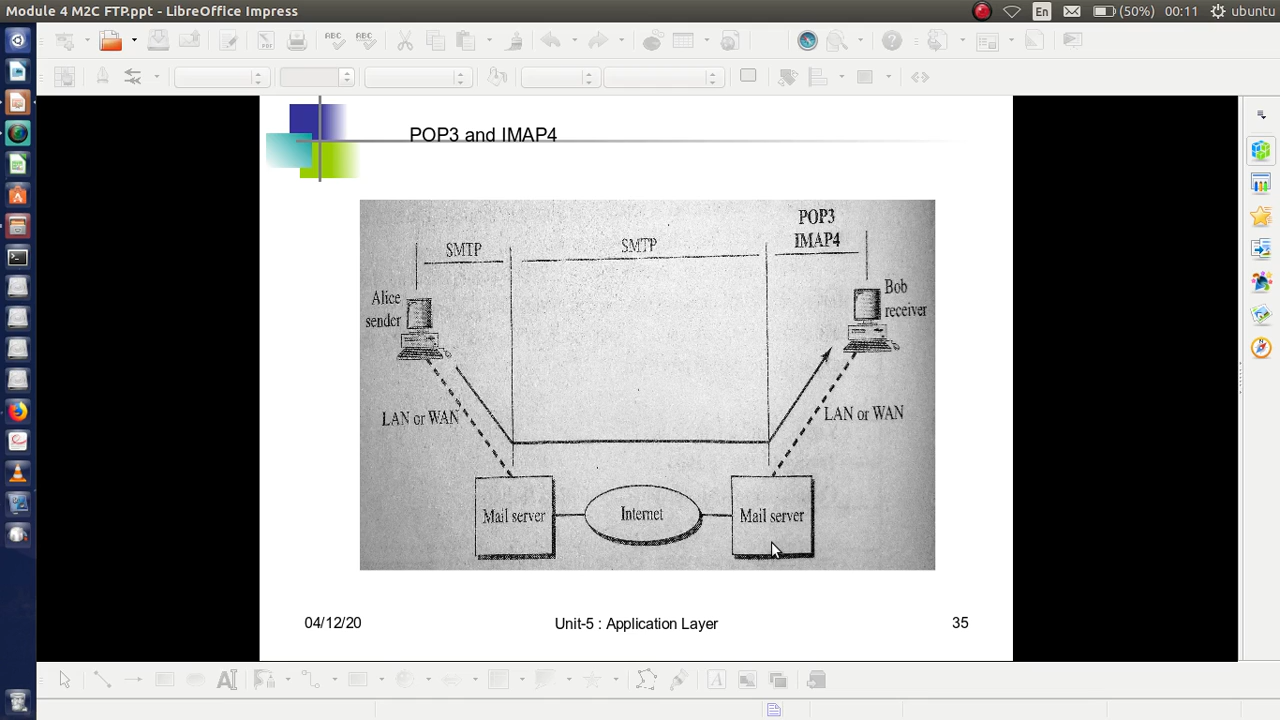 Module 4 M2C FTP.ppt - LibreOffice Impress
En
(50%)
00:11
ubuntu
ABC
ABC
POP3 and IMAP4
POP3
IMAP4
SMTP
SMTP
Alice
sender
Bob
receiver
LAN or WAN
LAN or WAN
Mail server
Internet
Mail server
04/12/20
Unit-5 : Application Layer
35